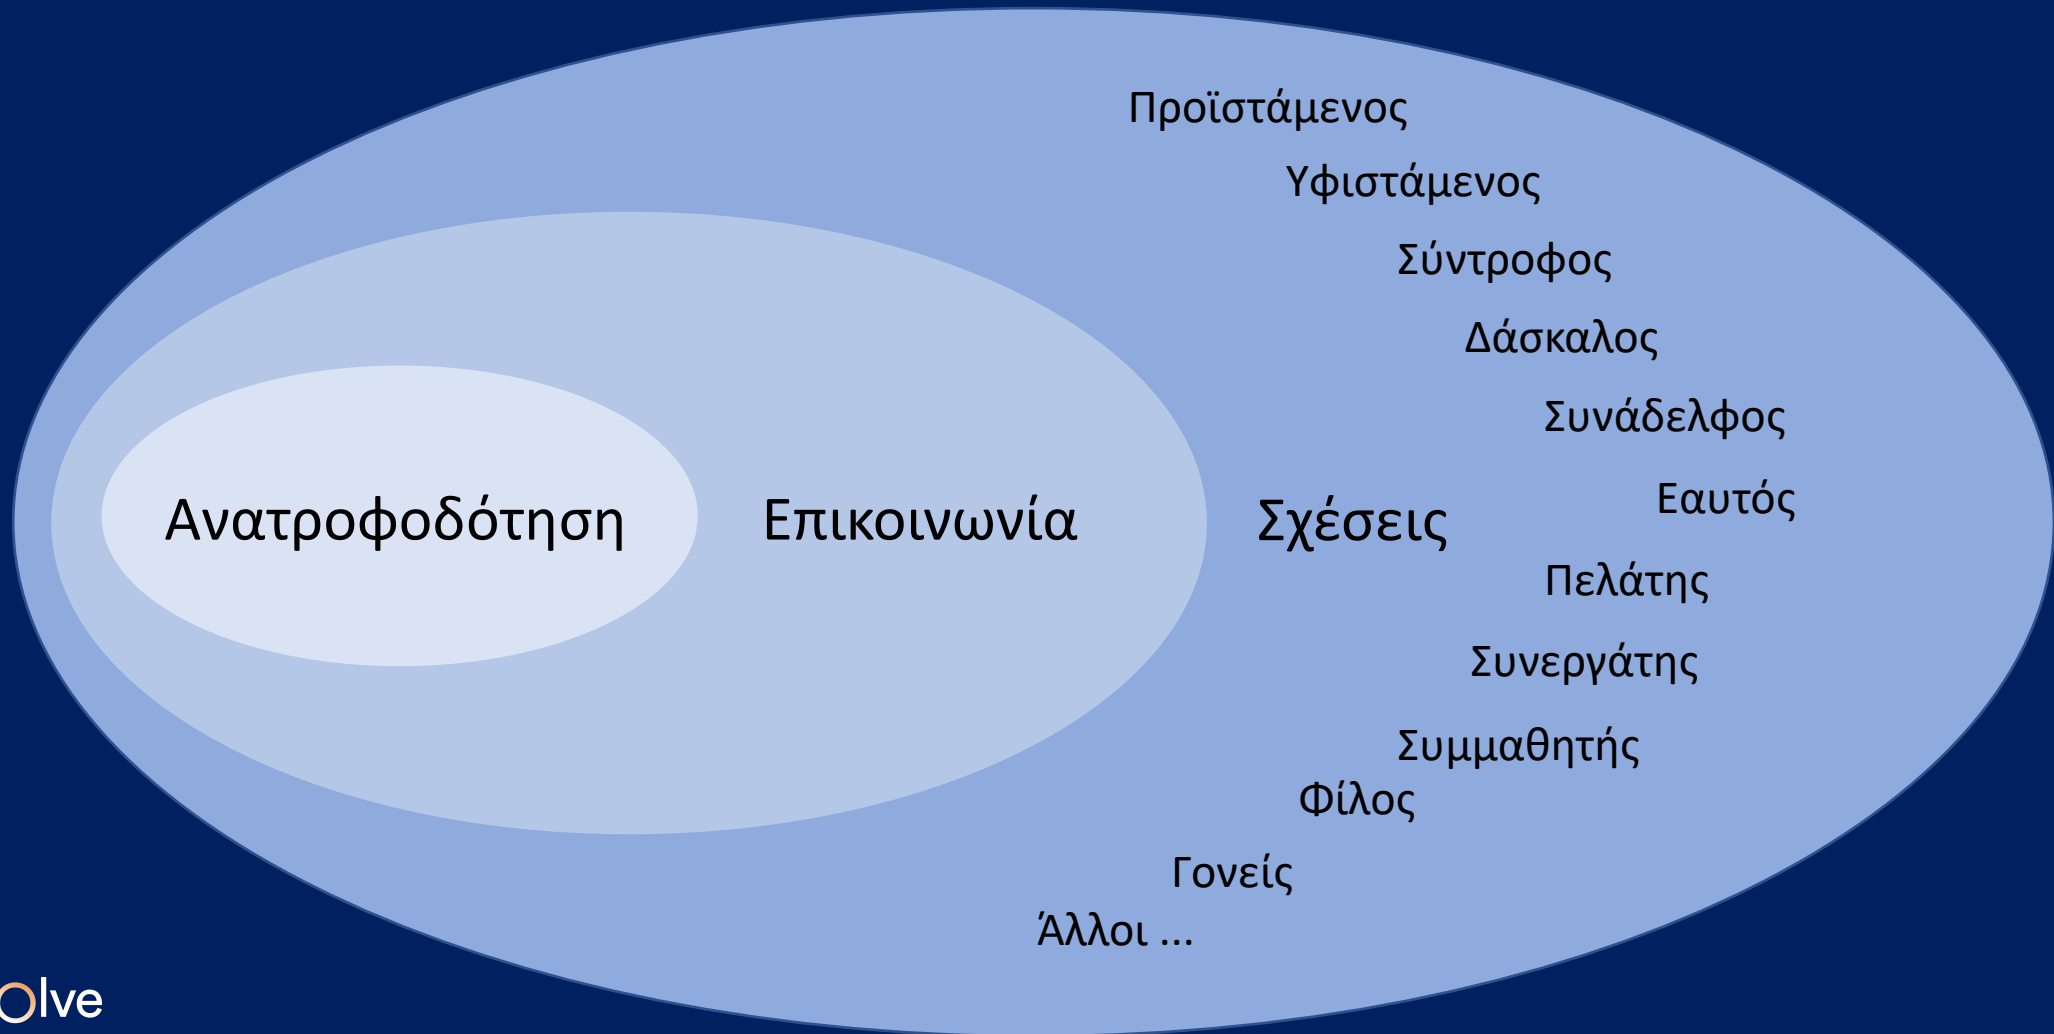 Προϊστάμενος
Υφιστάμενος
Σύντροφος
Δάσκαλος
Συνάδελφος
Ανατροφοδότηση Επικοινωνία Σχέσεις Εαυτός
Πελάτης
Συνεργάτης
Συμμαθητής
Φίλος
Γονείς
Άλλοι ...
olve